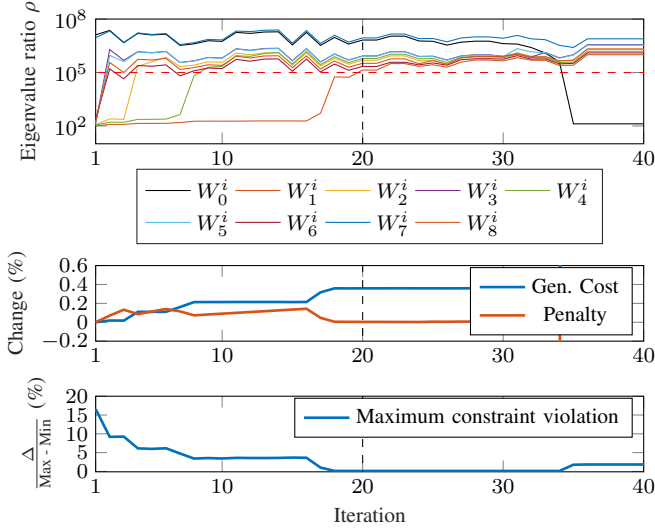 Eigenvalue ratio ρ
10^8
10^5
10^2
1 10 20 30 40
W_0^i W_1^i W_2^i W_3^i W_4^i
W_5^i W_6^i W_7^i W_8^i
Change (%)
0.6
0.4
0.2
0
−0.2
Gen. Cost
Penalty
1 10 20 30 40
Δ / Max - Min (%)
20
15
10
5
0
Maximum constraint violation
1 10 20 30 40
Iteration